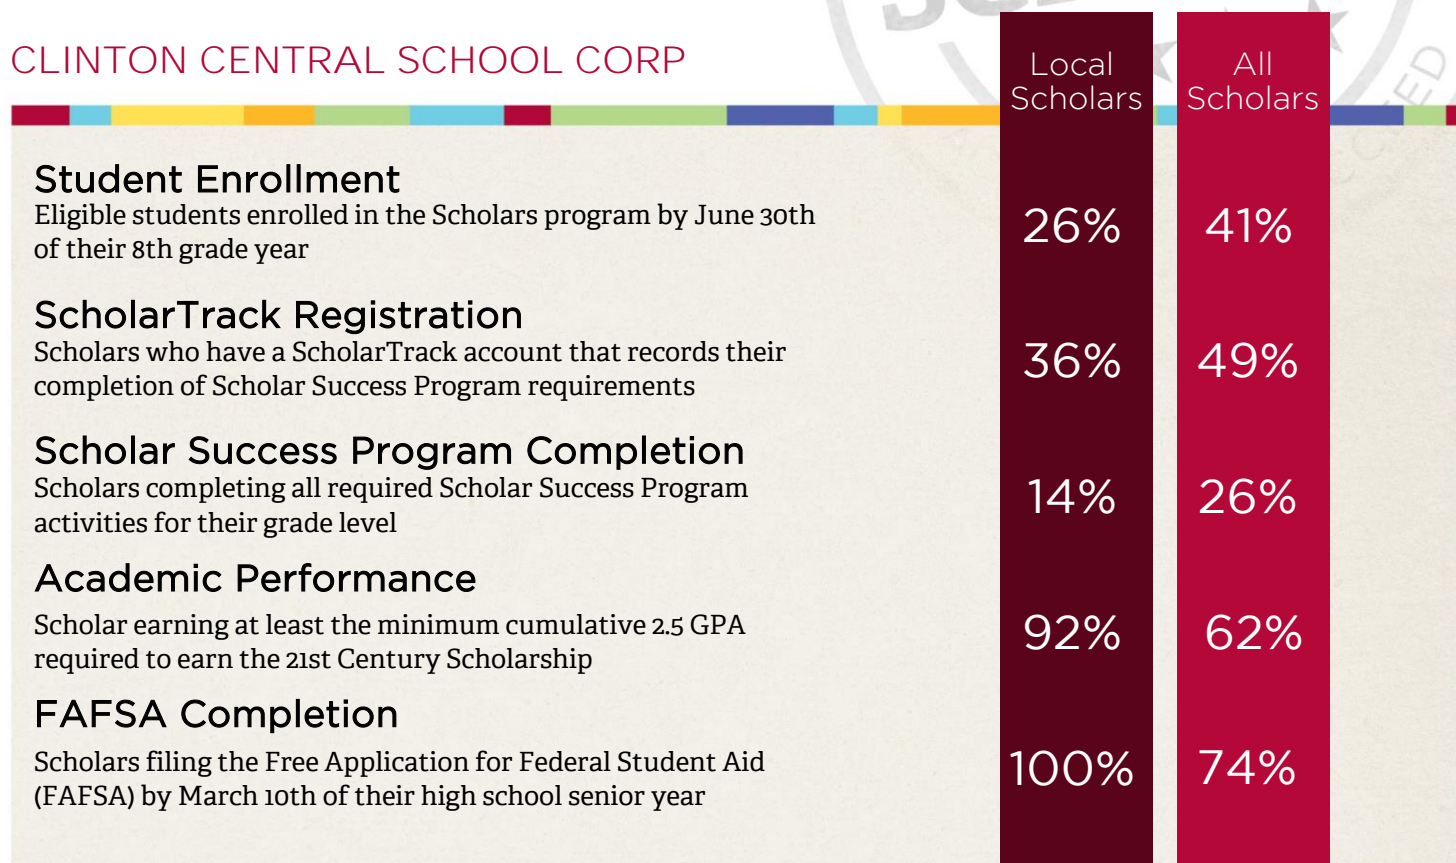 CLINTON CENTRAL SCHOOL CORP
Local
Scholars
All
Scholars
Student Enrollment
Eligible students enrolled in the Scholars program by June 30th
of their 8th grade year
26%
41%
ScholarTrack Registration
Scholars who have a ScholarTrack account that records their
completion of Scholar Success Program requirements
36%
49%
Scholar Success Program Completion
Scholars completing all required Scholar Success Program
activities for their grade level
14%
26%
Academic Performance
Scholar earning at least the minimum cumulative 2.5 GPA
required to earn the 21st Century Scholarship
92%
62%
FAFSA Completion
Scholars filing the Free Application for Federal Student Aid
(FAFSA) by March 10th of their high school senior year
100%
74%